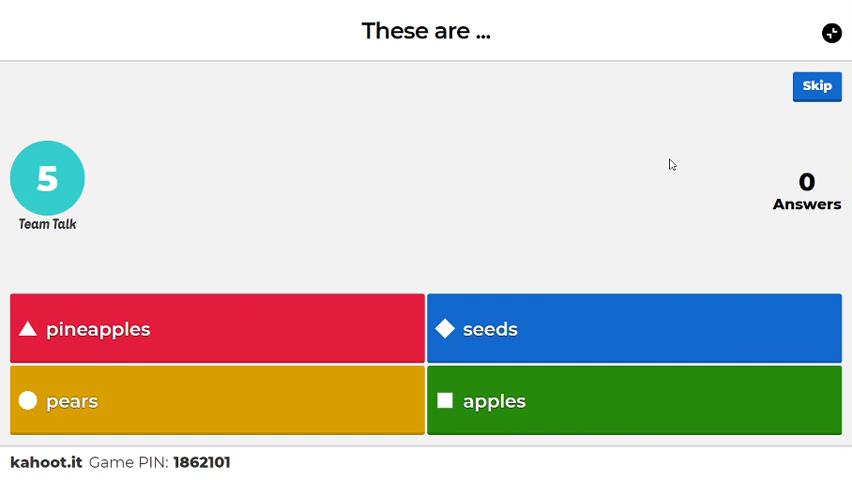 These are ...
Skip
5
Team Talk
0
Answers
pineapples
seeds
pears
apples
kahoot.it Game PIN: 1862101